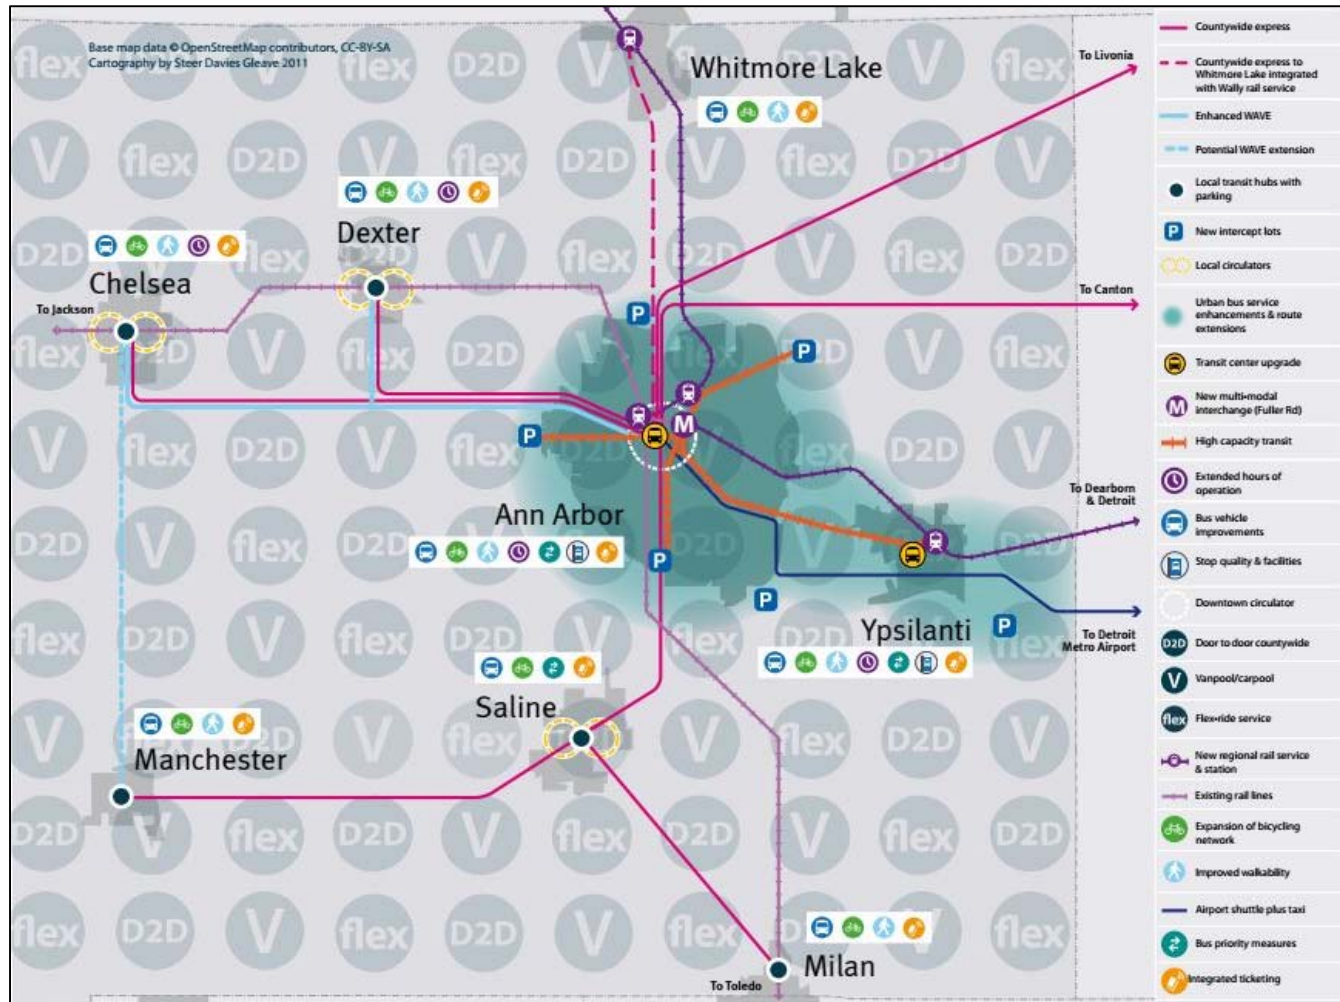 Base map data © OpenStreetMap contributors, CC-BY-SA
Cartography by Steer Davies Gleave 2011
Whitmore Lake
To Livonia
Dexter
Chelsea
To Jackson
To Canton
P
P
M
P
Ann Arbor
To Dearborn
& Detroit
P
P
P
Ypsilanti
To Detroit
Metro Airport
Saline
Manchester
Milan
To Toledo
flex
D2D
V
Countywide express
Countywide express to
Whitmore Lake integrated
with Wally rail service
Enhanced WAVE
Potential WAVE extension
Local transit hubs with
parking
P New intercept lots
Local circulators
Urban bus service
enhancements & route
extensions
Transit center upgrade
M New multi-modal
interchange (Fuller Rd)
High capacity transit
Extended hours of
operation
Bus vehicle
improvements
Stop quality & facilities
Downtown circulator
D2D Door to door countywide
V Vanpool/carpool
flex Flex-ride service
New regional rail service
& station
Existing rail lines
Expansion of bicycling
network
Improved walkability
Airport shuttle plus taxi
Bus priority measures
Integrated ticketing